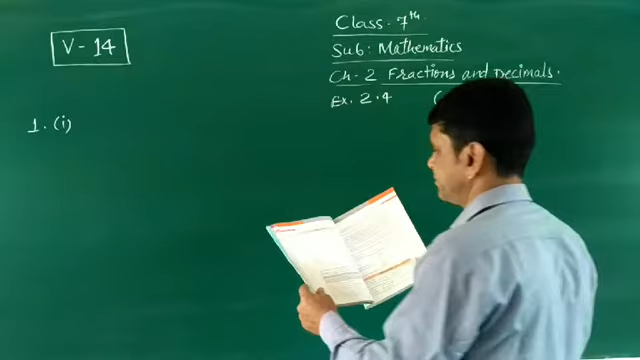 V - 14
Class - 7th.
Sub: Mathematics
Ch-2 Fractions and Decimals.
Ex. 2.4 (
1. (i)